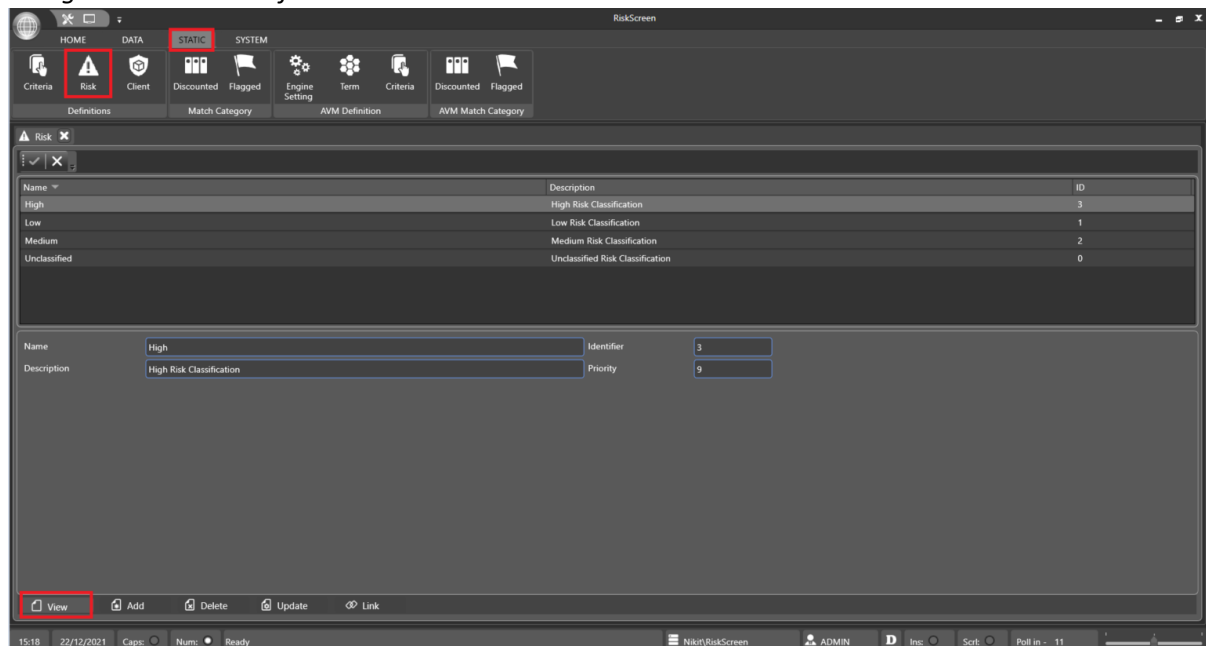 RiskScreen
HOME DATA STATIC SYSTEM
Criteria Risk Client Discounted Flagged Engine Setting Term Criteria Discounted Flagged
Definitions Match Category AVM Definition AVM Match Category
Risk
Name Description ID
High High Risk Classification 3
Low Low Risk Classification 1
Medium Medium Risk Classification 2
Unclassified Unclassified Risk Classification 0
Name High Identifier 3
Description High Risk Classification Priority 9
View Add Delete Update Link
15:18 22/12/2021 Caps: Num: Ready Nikit\RiskScreen ADMIN D Ins: Scrl: Poll in - 11